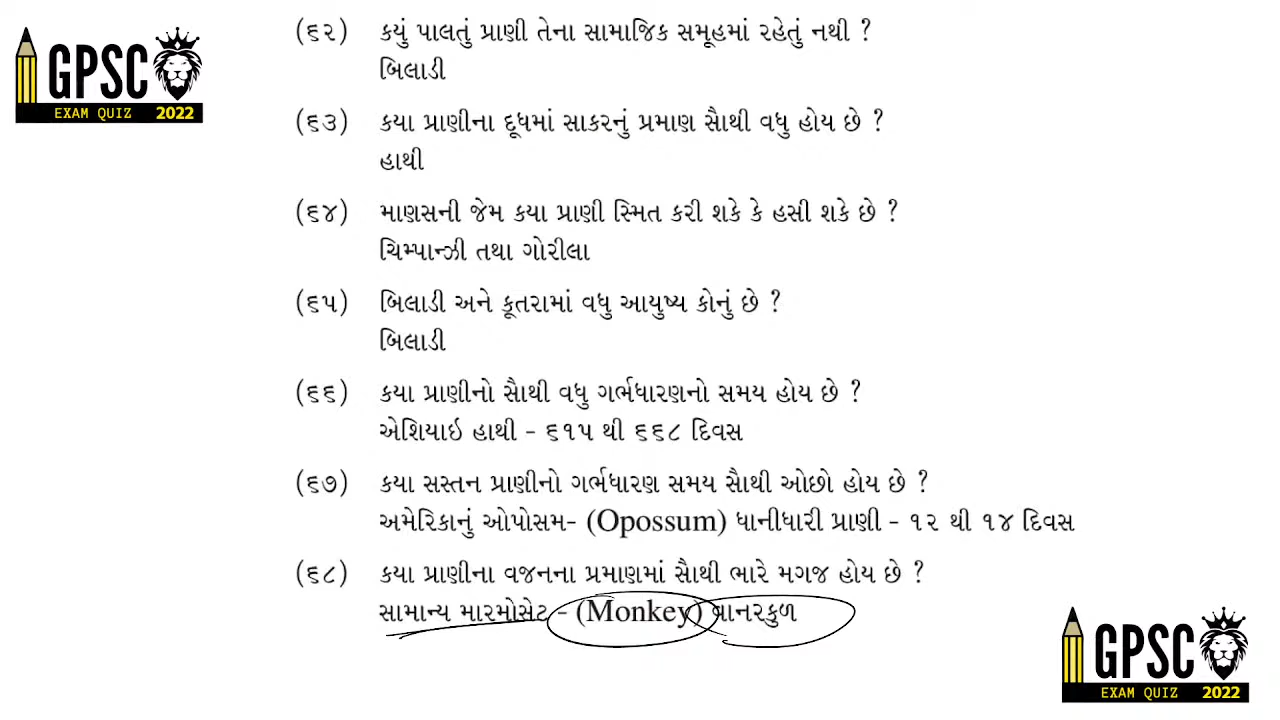 GPSC
EXAM QUIZ 2022
(૬૨) કયું પાલતું પ્રાણી તેના સામાજિક સમૂહમાં રહેતું નથી ?
બિલાડી
(૬૩) કયા પ્રાણીના દૂધમાં સાકરનું પ્રમાણ સૌથી વધુ હોય છે ?
હાથી
(૬૪) માણસની જેમ કયા પ્રાણી સ્મિત કરી શકે કે હસી શકે છે ?
ચિમ્પાન્ઝી તથા ગોરીલા
(૬૫) બિલાડી અને કૂતરામાં વધુ આયુષ્ય કોનું છે ?
બિલાડી
(૬૬) કયા પ્રાણીનો સૌથી વધુ ગર્ભધારણનો સમય હોય છે ?
એશિયાઇ હાથી - ૬૧૫ થી ૬૬૮ દિવસ
(૬૭) કયા સસ્તન પ્રાણીનો ગર્ભધારણ સમય સૌથી ઓછો હોય છે ?
અમેરિકાનું ઓપોસમ- (Opossum) ધાનીધારી પ્રાણી - ૧૨ થી ૧૪ દિવસ
(૬૮) કયા પ્રાણીના વજનના પ્રમાણમાં સૌથી ભારે મગજ હોય છે ?
સામાન્ય મારમોસેટ - (Monkey) વાનરકુળ
GPSC
EXAM QUIZ 2022